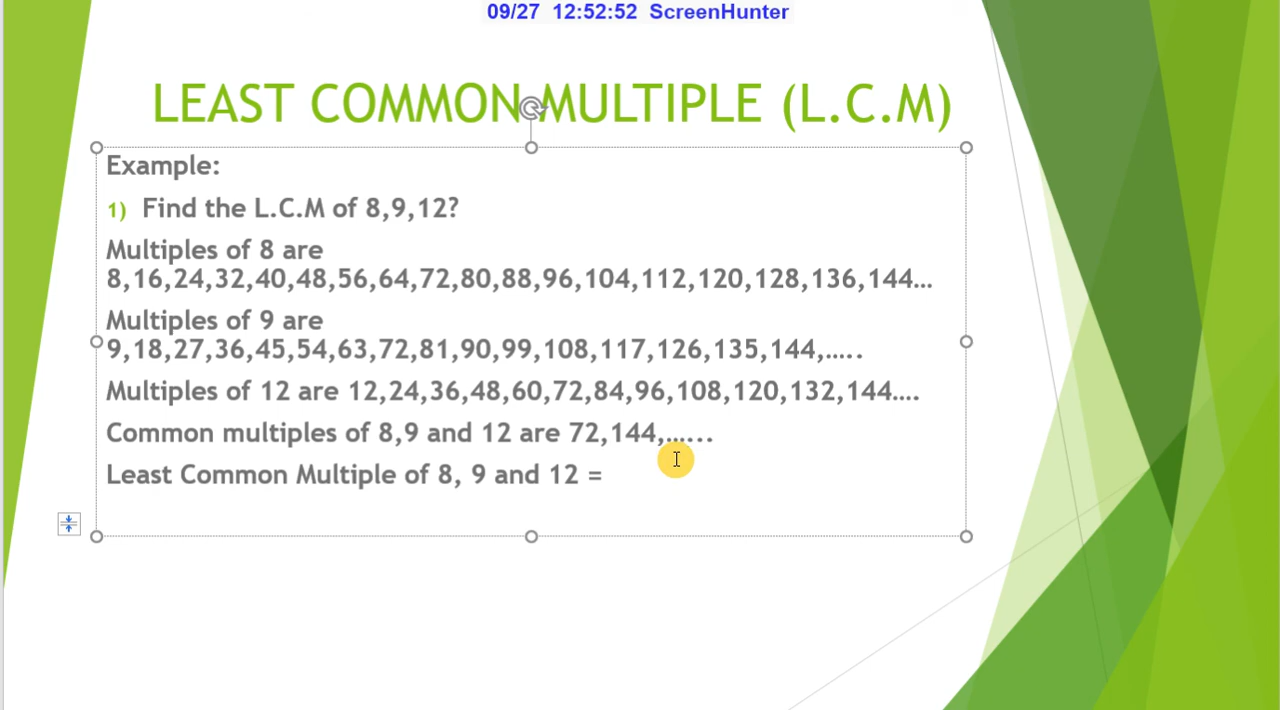 09/27 12:52:52 ScreenHunter
LEAST COMMON MULTIPLE (L.C.M)
Example:
1) Find the L.C.M of 8,9,12?
Multiples of 8 are
8,16,24,32,40,48,56,64,72,80,88,96,104,112,120,128,136,144…
Multiples of 9 are
9,18,27,36,45,54,63,72,81,90,99,108,117,126,135,144,…..
Multiples of 12 are 12,24,36,48,60,72,84,96,108,120,132,144….
Common multiples of 8,9 and 12 are 72,144,…...
Least Common Multiple of 8, 9 and 12 =